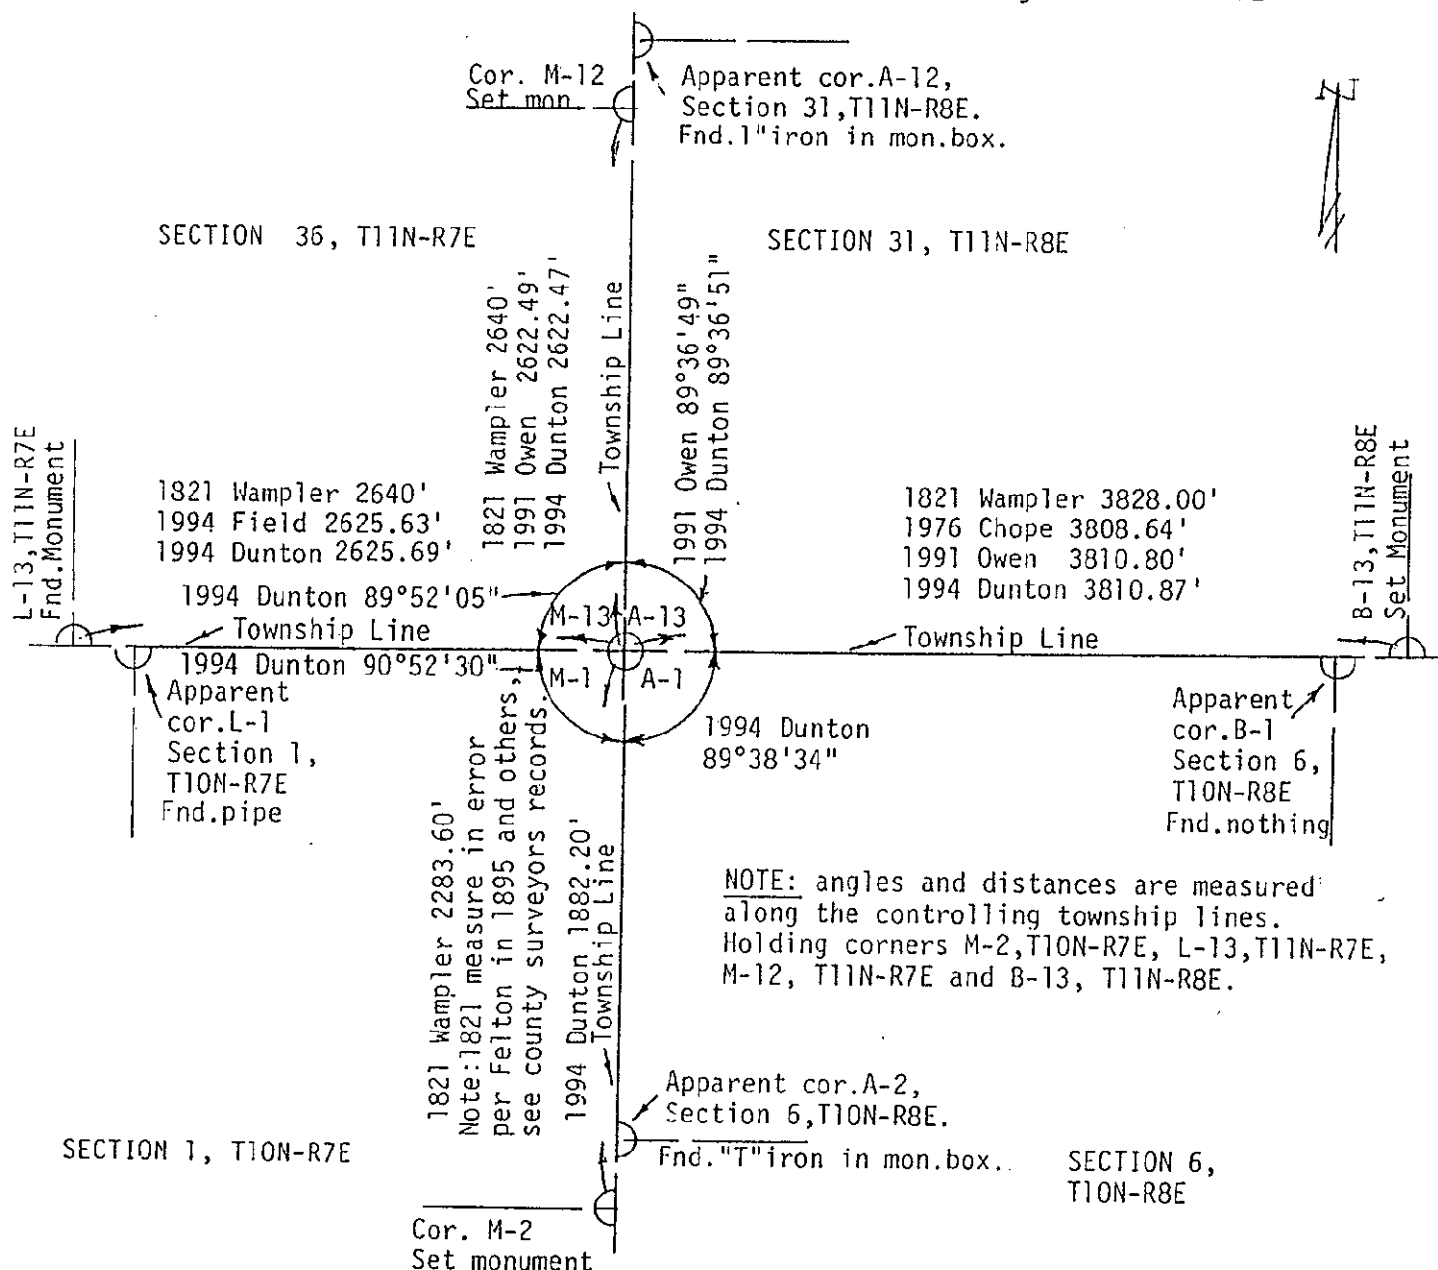 Cor. M-12
Set mon.
Apparent cor.A-12,
Section 31,T11N-R8E.
Fnd.1"iron in mon.box.
N
SECTION 36, T11N-R7E
SECTION 31, T11N-R8E
1821 Wampler 2640'
1991 Owen 2622.49'
1994 Dunton 2622.47'
Township Line
1991 Owen 89°36'49"
1994 Dunton 89°36'51"
L-13,T11N-R7E
Fnd.Monument
1821 Wampler 2640'
1994 Field 2625.63'
1994 Dunton 2625.69'
1821 Wampler 3828.00'
1976 Chope 3808.64'
1991 Owen 3810.80'
1994 Dunton 3810.87'
B-13,T11N-R8E
Set Monument
1994 Dunton 89°52'05"
M-13 A-13
Township Line
Township Line
1994 Dunton 90°52'30"
M-1 A-1
Apparent
cor.L-1
Section 1,
T10N-R7E
Fnd.pipe
1994 Dunton
89°38'34"
Apparent
cor.B-1
Section 6,
T10N-R8E
Fnd.nothing
1821 Wampler 2283.60'
Note:1821 measure in error
per Felton in 1895 and others,
see county surveyors records.
1994 Dunton 1882.20'
Township Line
NOTE: angles and distances are measured
along the controlling township lines.
Holding corners M-2,T10N-R7E, L-13,T11N-R7E,
M-12, T11N-R7E and B-13, T11N-R8E.
Apparent cor.A-2,
Section 6,T10N-R8E.
Fnd."T"iron in mon.box.
SECTION 1, T10N-R7E
SECTION 6,
T10N-R8E
Cor. M-2
Set monument